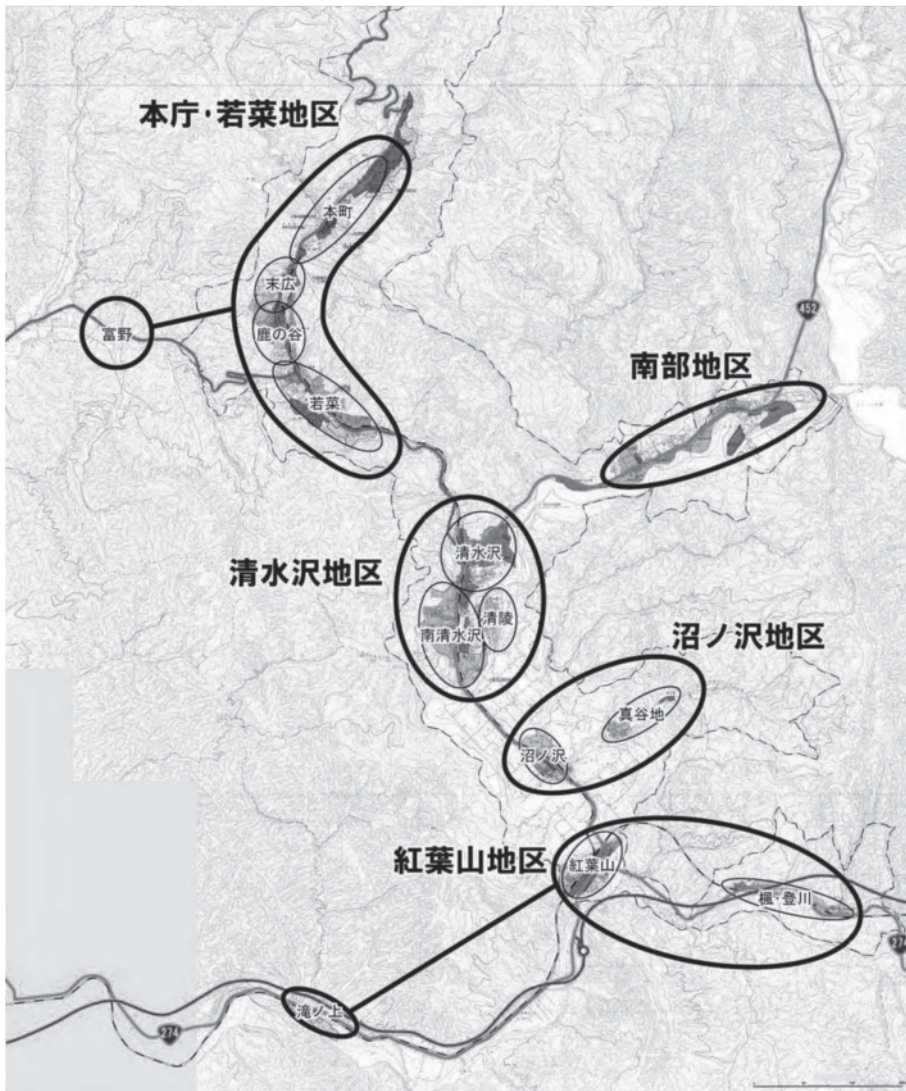 本庁・若菜地区
本町
末広
富野
鹿の谷
452
南部地区
若菜
清水沢地区
清水沢
南清水沢
清陵
沼ノ沢地区
真谷地
沼ノ沢
紅葉山地区
紅葉山
楓・登川
274
滝ノ上
274